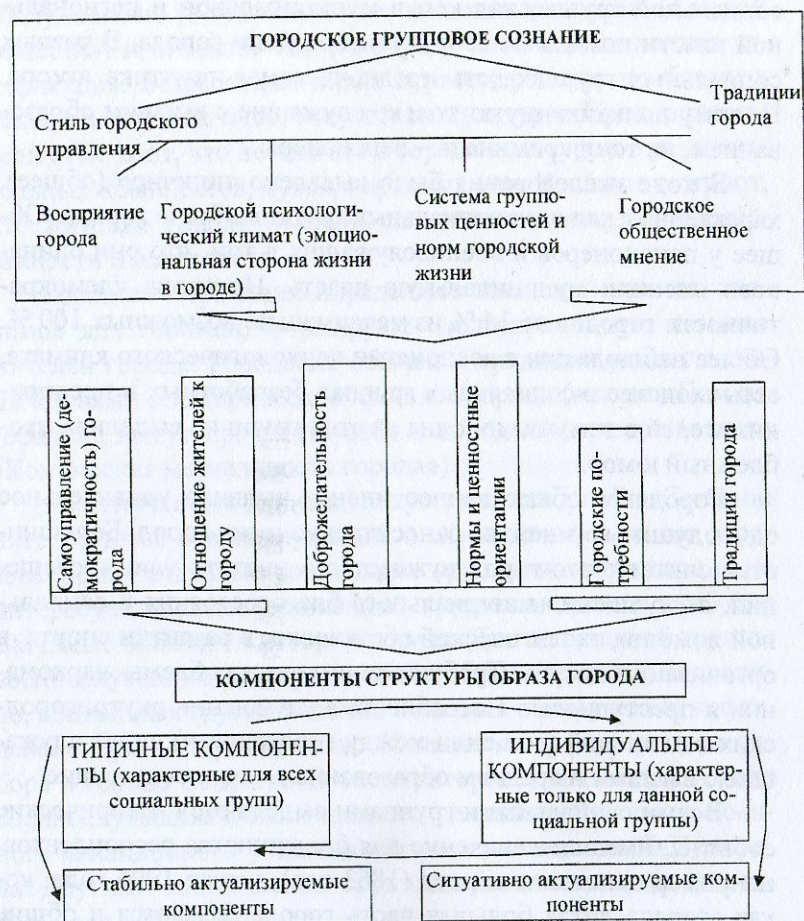 ГОРОДСКОЕ ГРУППОВОЕ СОЗНАНИЕ
Стиль городского
управления
Традиции
города
Восприятие
города
Городской психологи-
ческий климат (эмоцио-
нальная сторона жизни
в городе)
Система группо-
вых ценностей и
норм городской
жизни
Городское
общественное
мнение
Самоуправление (де-
мократичность) го-
рода
Отношение жителей к
городу
Доброжелательность
города
Нормы и ценностные
ориентации
Городские по-
требности
Традиции города
КОМПОНЕНТЫ СТРУКТУРЫ ОБРАЗА ГОРОДА
ТИПИЧНЫЕ КОМПОНЕН-
ТЫ (характерные для всех
социальных групп)
ИНДИВИДУАЛЬНЫЕ
КОМПОНЕНТЫ (характер-
ные только для данной со-
циальной группы)
Стабильно актуализируемые
компоненты
Ситуативно актуализируемые ком-
поненты